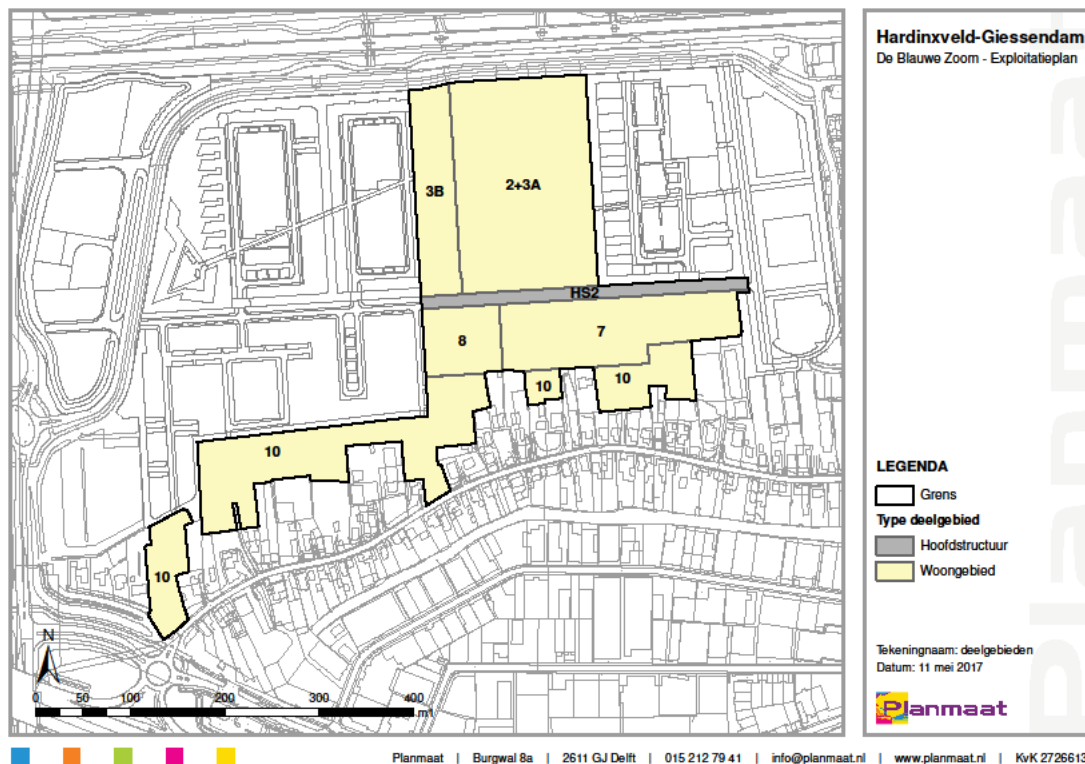 Hardinxveld-Giessendam
De Blauwe Zoom - Exploitatieplan
3B
2+3A
HS2
8
7
10
10
10
10
LEGENDA
Grens
Type deelgebied
Hoofdstructuur
Woongebied
N
0 50 100 200 300 400
m1
Tekeningnaam: deelgebieden
Datum: 11 mei 2017
Planmaat
Planmaat
Planmaat | Burgwal 8a | 2611 GJ Delft | 015 212 79 41 | info@planmaat.nl | www.planmaat.nl | KvK 2726613